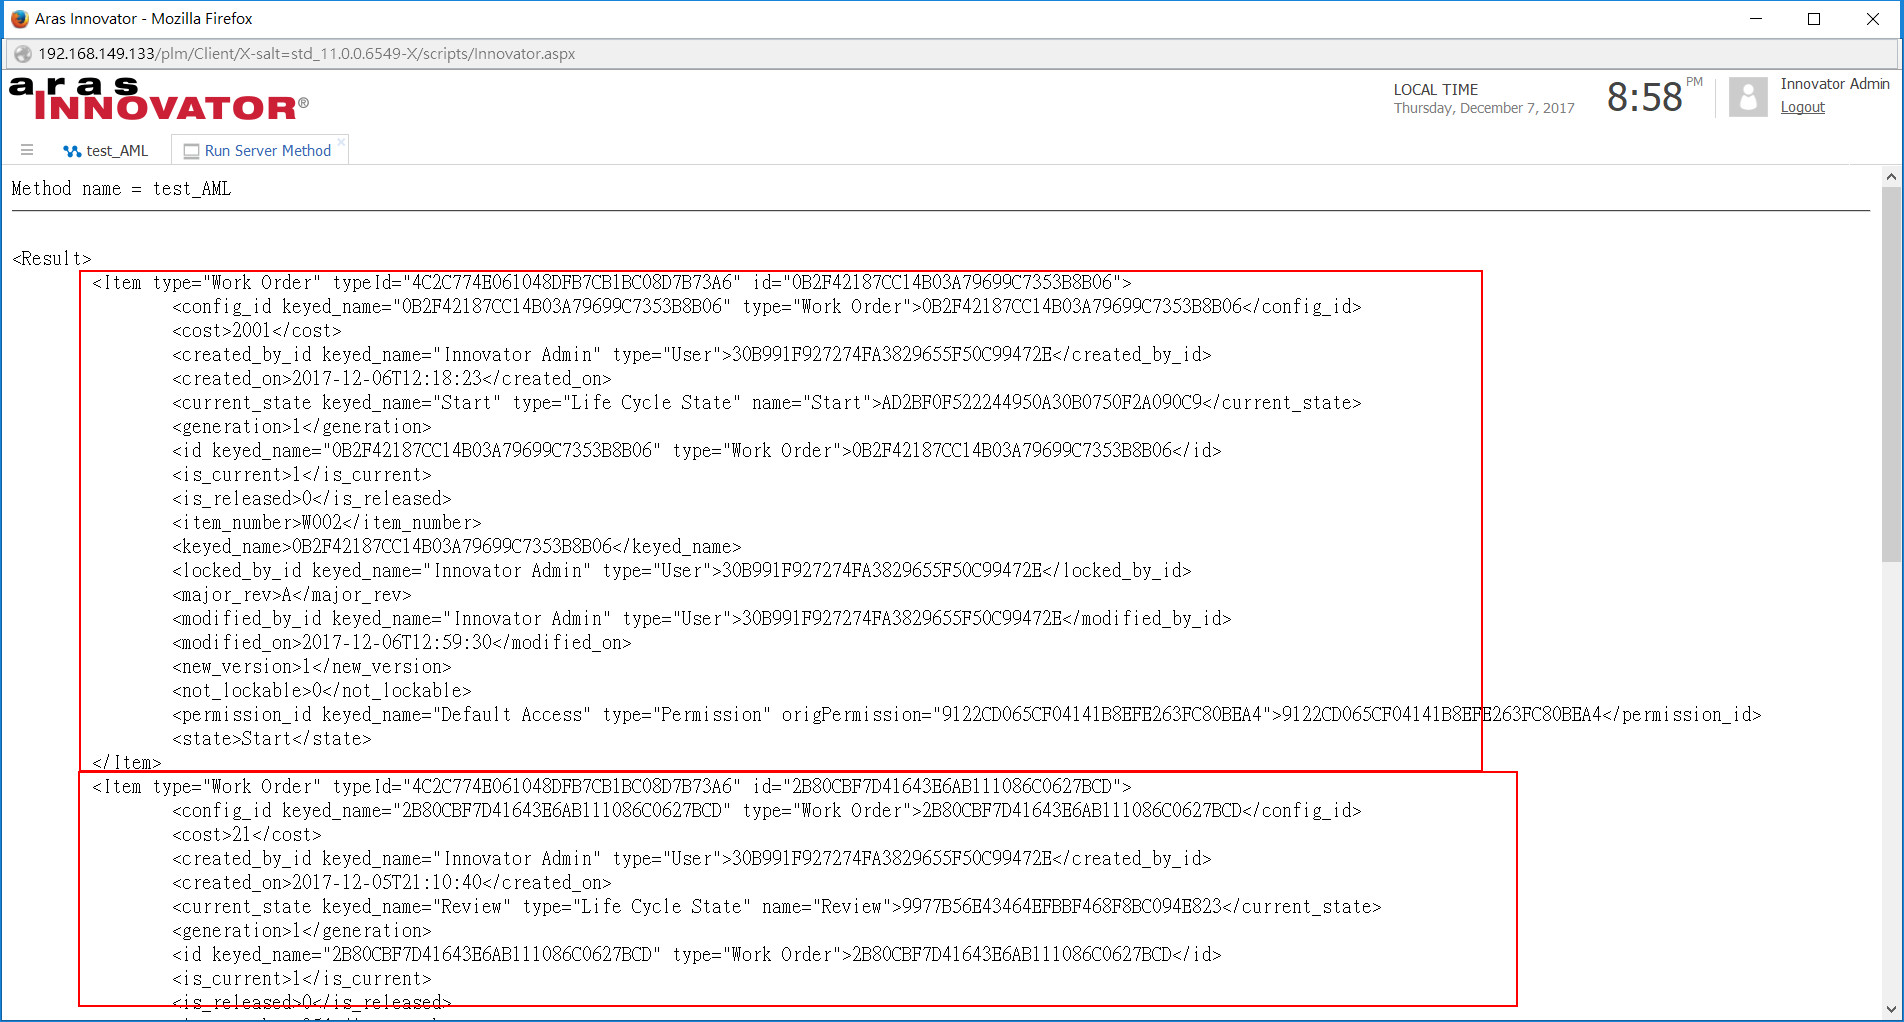 Aras Innovator - Mozilla Firefox
192.168.149.133/plm/Client/X-salt=std_11.0.0.6549-X/scripts/Innovator.aspx
aras
INNOVATOR®
LOCAL TIME
Thursday, December 7, 2017
8:58 PM
Innovator Admin
Logout
test_AML
Run Server Method
Method name = test_AML
<Result>
<Item type="Work Order" typeId="4C2C774E061048DFB7CB1BC08D7B73A6" id="0B2F42187CC14B03A79699C7353B8B06">
<config_id keyed_name="0B2F42187CC14B03A79699C7353B8B06" type="Work Order">0B2F42187CC14B03A79699C7353B8B06</config_id>
<cost>2001</cost>
<created_by_id keyed_name="Innovator Admin" type="User">30B991F927274FA3829655F50C99472E</created_by_id>
<created_on>2017-12-06T12:18:23</created_on>
<current_state keyed_name="Start" type="Life Cycle State" name="Start">AD2BF0F522244950A30B0750F2A090C9</current_state>
<generation>1</generation>
<id keyed_name="0B2F42187CC14B03A79699C7353B8B06" type="Work Order">0B2F42187CC14B03A79699C7353B8B06</id>
<is_current>1</is_current>
<is_released>0</is_released>
<item_number>W002</item_number>
<keyed_name>0B2F42187CC14B03A79699C7353B8B06</keyed_name>
<locked_by_id keyed_name="Innovator Admin" type="User">30B991F927274FA3829655F50C99472E</locked_by_id>
<major_rev>A</major_rev>
<modified_by_id keyed_name="Innovator Admin" type="User">30B991F927274FA3829655F50C99472E</modified_by_id>
<modified_on>2017-12-06T12:59:30</modified_on>
<new_version>1</new_version>
<not_lockable>0</not_lockable>
<permission_id keyed_name="Default Access" type="Permission" origPermission="9122CD065CF04141B8EFE263FC80BEA4">9122CD065CF04141B8EFE263FC80BEA4</permission_id>
<state>Start</state>
</Item>
<Item type="Work Order" typeId="4C2C774E061048DFB7CB1BC08D7B73A6" id="2B80CBF7D41643E6AB111086C0627BCD">
<config_id keyed_name="2B80CBF7D41643E6AB111086C0627BCD" type="Work Order">2B80CBF7D41643E6AB111086C0627BCD</config_id>
<cost>21</cost>
<created_by_id keyed_name="Innovator Admin" type="User">30B991F927274FA3829655F50C99472E</created_by_id>
<created_on>2017-12-05T21:10:40</created_on>
<current_state keyed_name="Review" type="Life Cycle State" name="Review">9977B56E43464EFBBF468F8BC094E823</current_state>
<generation>1</generation>
<id keyed_name="2B80CBF7D41643E6AB111086C0627BCD" type="Work Order">2B80CBF7D41643E6AB111086C0627BCD</id>
<is_current>1</is_current>
<is_released>0</is_released>